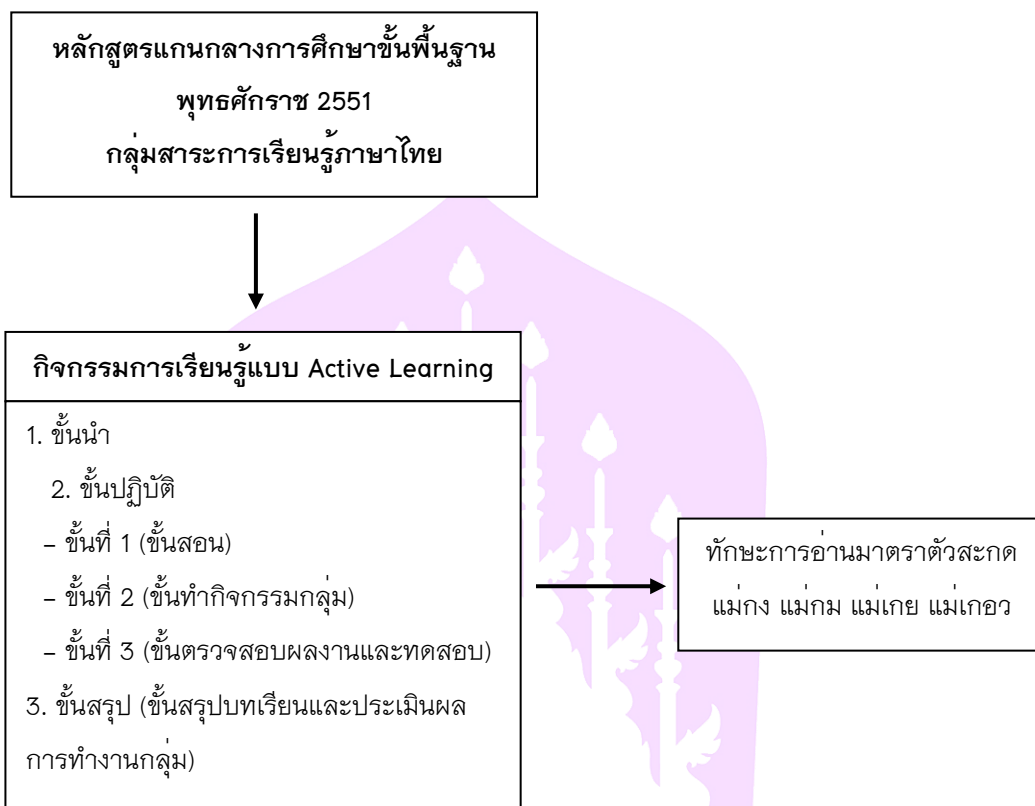 หลักสูตรแกนกลางการศึกษาขั้นพื้นฐาน
พุทธศักราช 2551
กลุ่มสาระการเรียนรู้ภาษาไทย
กิจกรรมการเรียนรู้แบบ Active Learning
1. ขั้นนำ
2. ขั้นปฏิบัติ
– ขั้นที่ 1 (ขั้นสอน)
– ขั้นที่ 2 (ขั้นทำกิจกรรมกลุ่ม)
– ขั้นที่ 3 (ขั้นตรวจสอบผลงานและทดสอบ)
3. ขั้นสรุป (ขั้นสรุปบทเรียนและประเมินผล
การทำงานกลุ่ม)
ทักษะการอ่านมาตราตัวสะกด
แม่กง แม่กม แม่เกย แม่เกอว